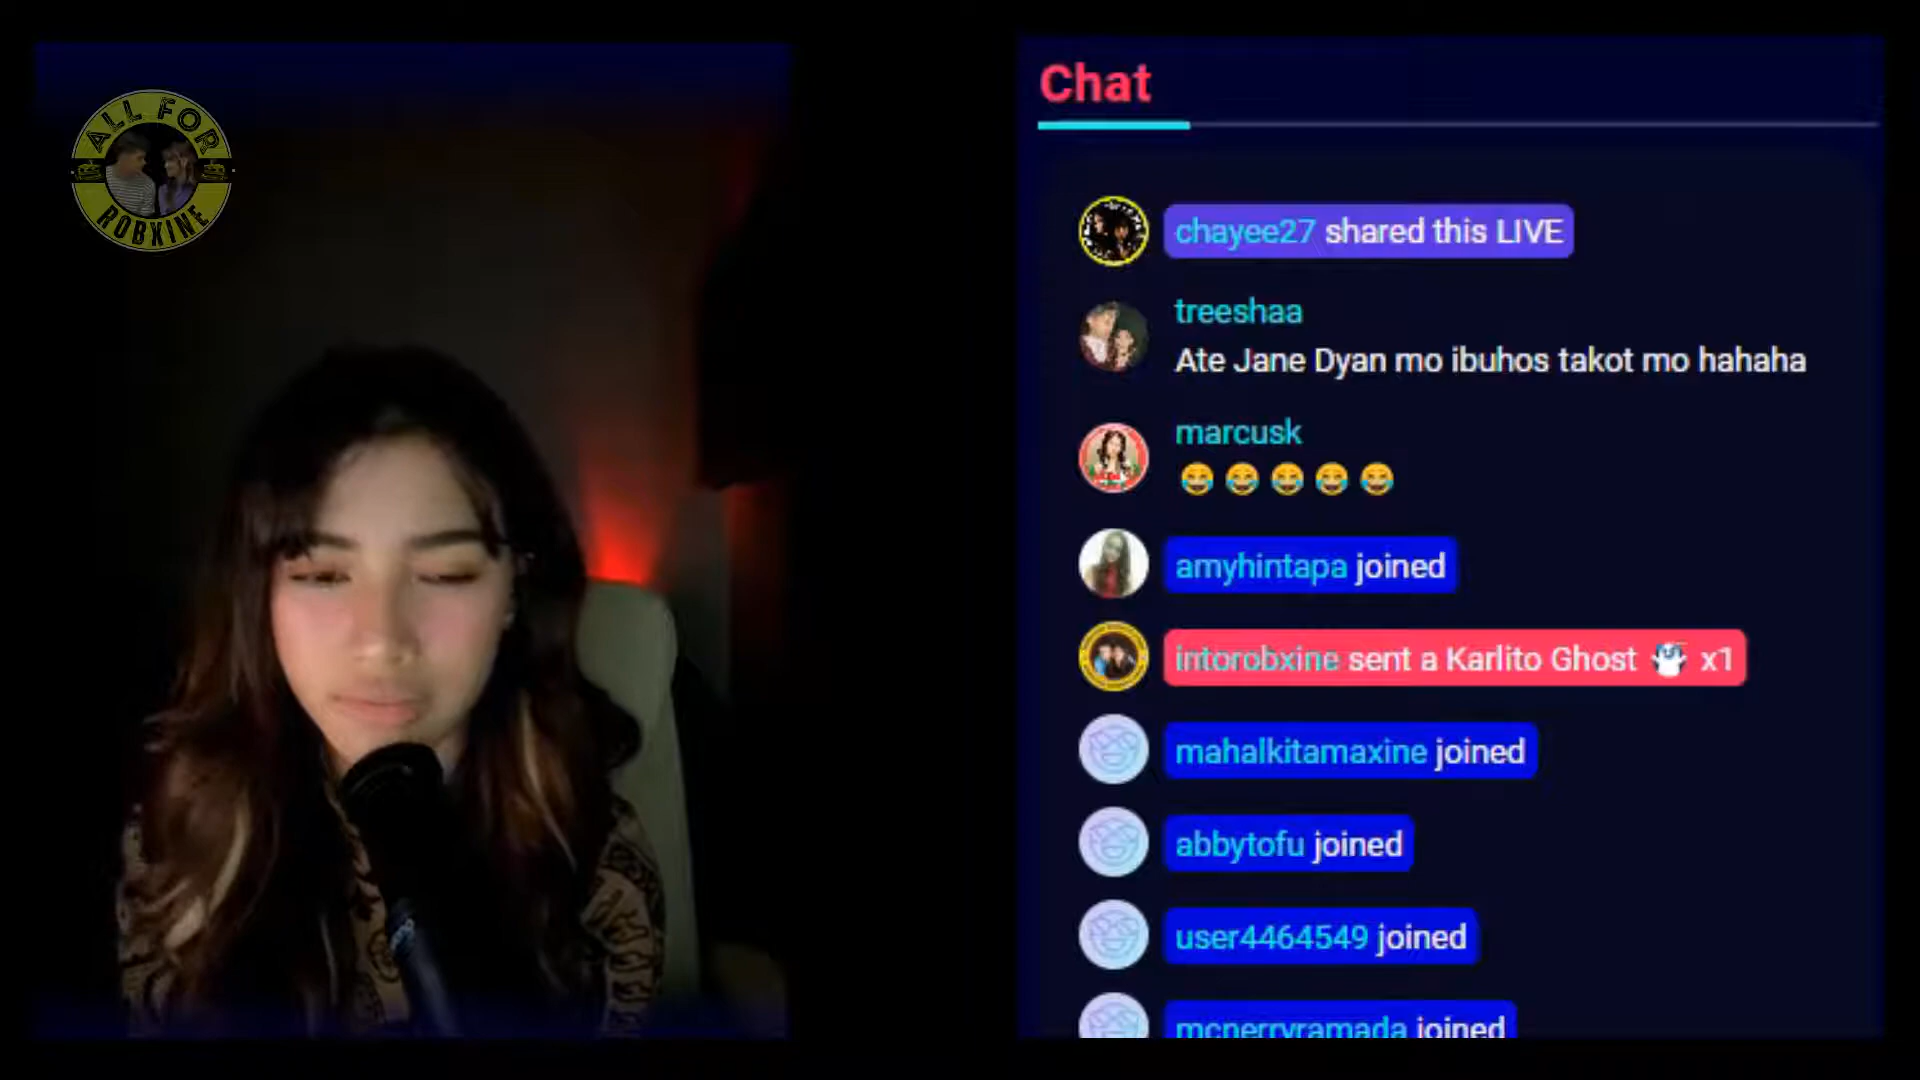 ALL FOR
ROBXINE
Chat
chayee27 shared this LIVE
treeshaa
Ate Jane Dyan mo ibuhos takot mo hahaha
marcusk
😂 😂 😂 😂 😂
amyhintapa joined
intorobxine sent a Karlito Ghost 👻 x1
mahalkitamaxine joined
abbytofu joined
user4464549 joined
mcnerryramada joined